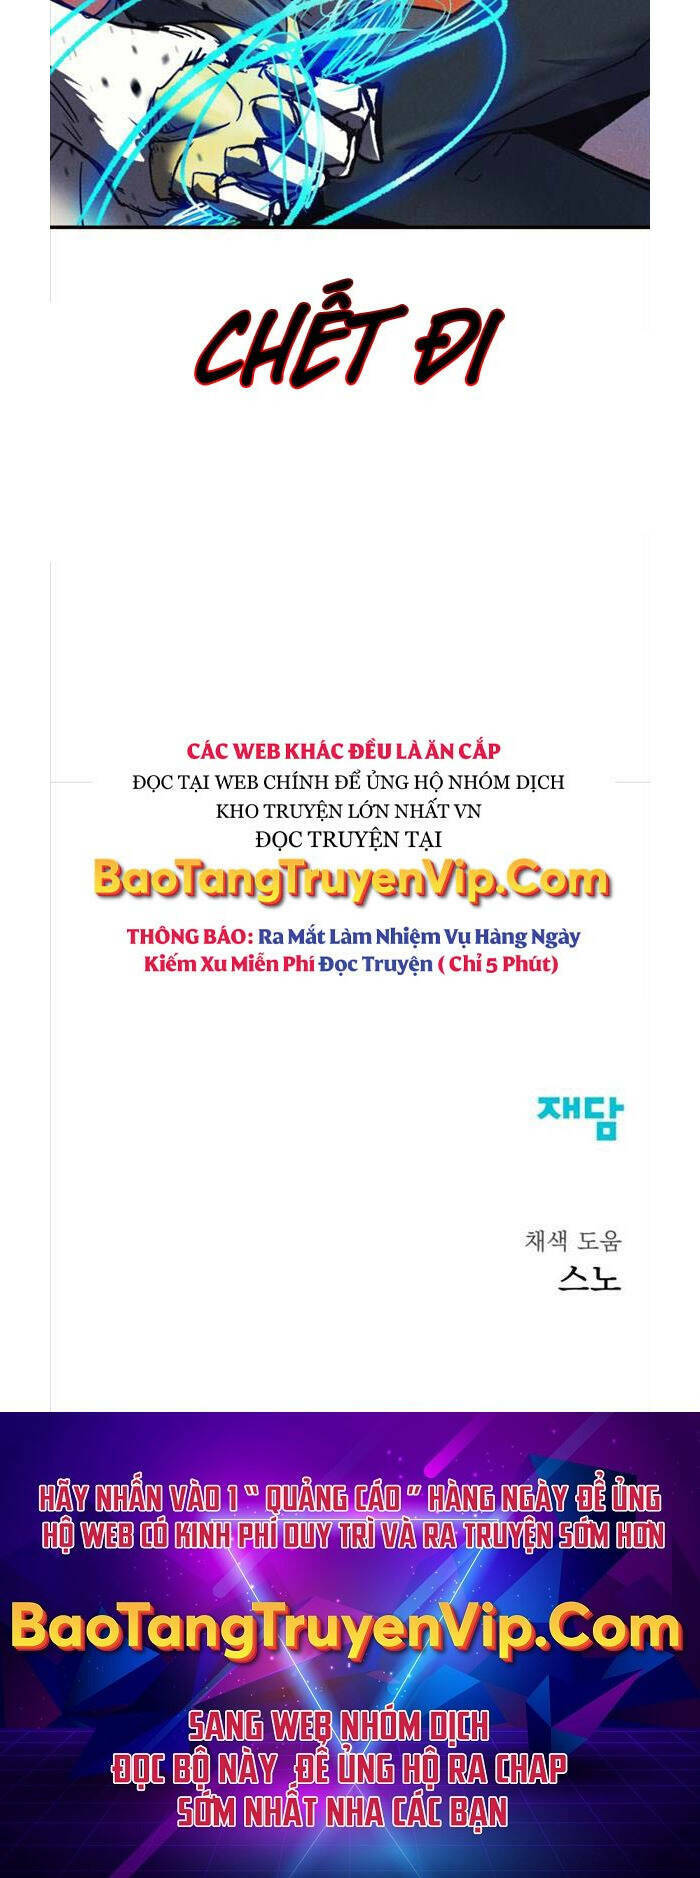 CHẾT ĐI
CÁC WEB KHÁC ĐỀU LÀ ĂN CẮP
ĐỌC TẠI WEB CHÍNH ĐỂ ỦNG HỘ NHÓM DỊCH
KHO TRUYỆN LỚN NHẤT VN
ĐỌC TRUYỆN TẠI
BaoTangTruyenVip.Com
THÔNG BÁO: Ra Mắt Làm Nhiệm Vụ Hàng Ngày
Kiếm Xu Miễn Phí Đọc Truyện ( Chỉ 5 Phút)
재담
채색 도움
스노
HÃY NHẤN VÀO 1 “ QUẢNG CÁO ” HÀNG NGÀY ĐỂ ỦNG
HỘ WEB CÓ KINH PHÍ DUY TRÌ VÀ RA TRUYỆN SỚM HƠN
BaoTangTruyenVip.Com
SANG WEB NHÓM DỊCH
ĐỌC BỘ NÀY ĐỂ ỦNG HỘ RA CHAP
SỚM NHẤT NHA CÁC BẠN